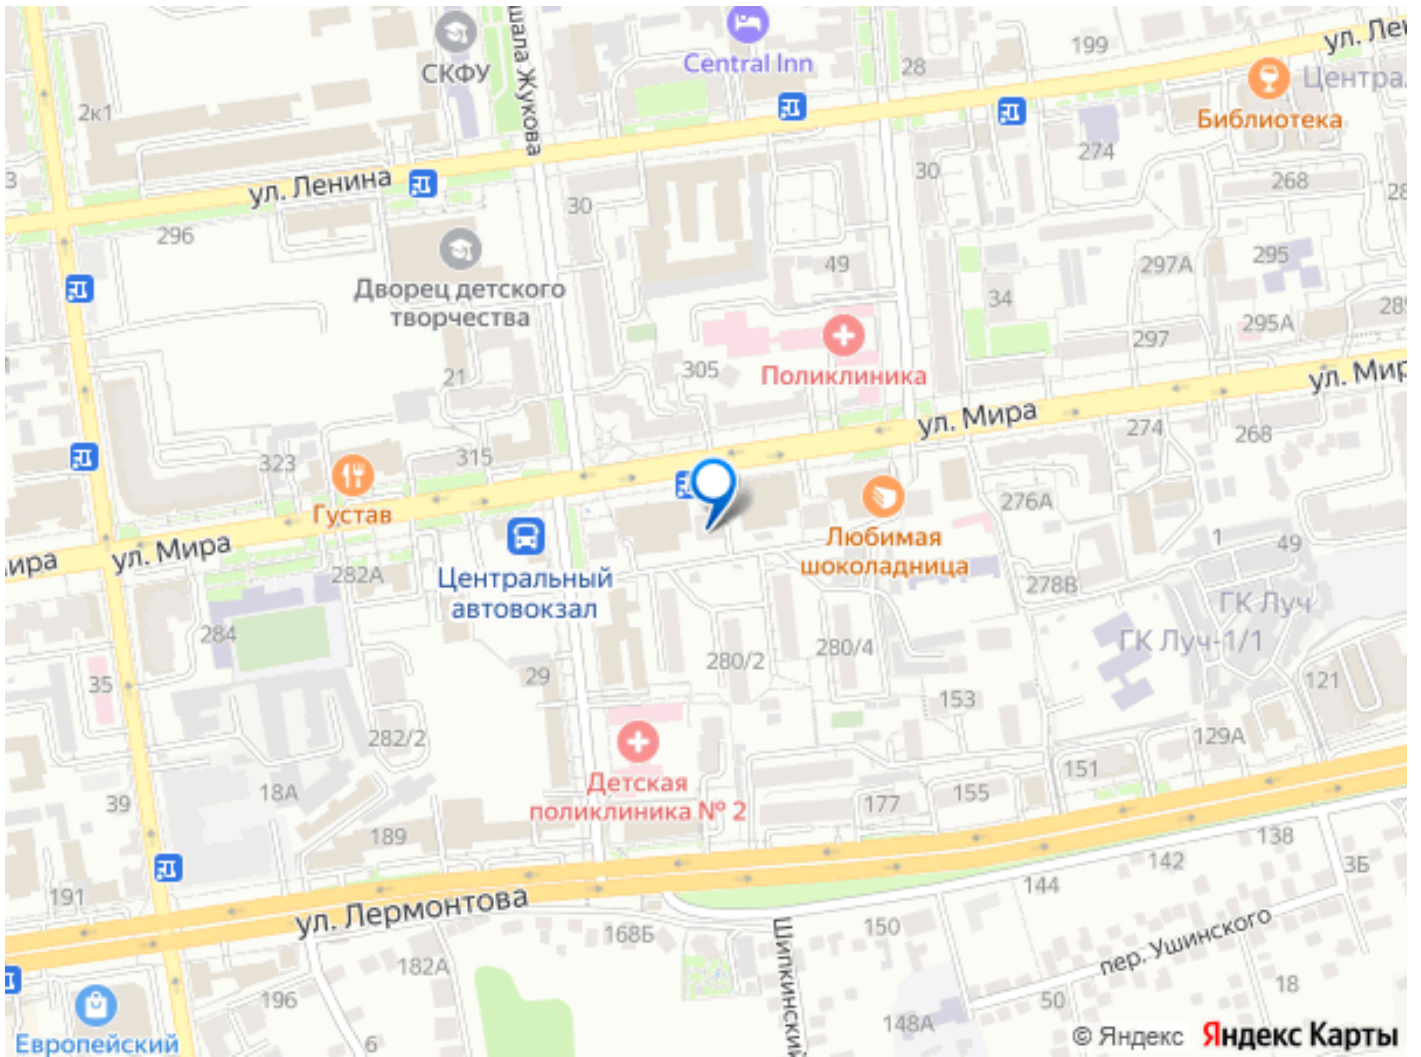 шала Жукова
СКФУ
Central Inn
199
ул. Лен
28
Центра
Библиотека
2к1
274
3
ул. Ленина
30
30
268
28
296
49
297А
295
Дворец детского
творчества
34
295А
285
297
21
305
Поликлиника
ул. Мира
ул. Мир
274
268
323
315
Густав
276А
ира
ул. Мира
282А
Центральный
автовокзал
Любимая
шоколадница
1
49
278В
ГК Луч
ГК Луч-1/1
284
280/2
280/4
35
29
153
121
282/2
129А
Детская
поликлиника № 2
151
18А
39
177
155
189
138
142
3Б
144
191
ул. Лермонтова
168Б
150
Шипкинский
пер. Ушинского
182А
196
18
50
148А
6
Европейский
© Яндекс Яндекс Карты